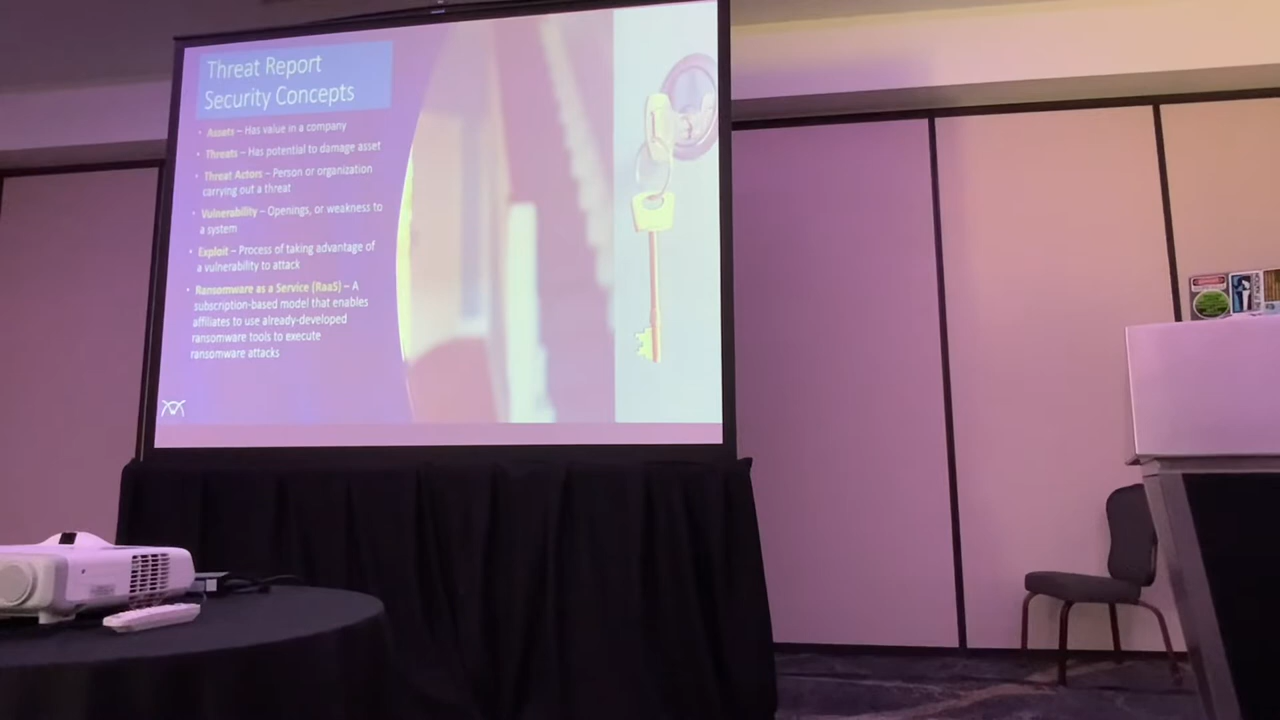 Threat Report
Security Concepts
• Assets – Has value in a company
• Threats – Has potential to damage asset
• Threat Actors – Person or organization
carrying out a threat
• Vulnerability – Openings, or weakness to
a system
• Exploit – Process of taking advantage of
a vulnerability to attack
• Ransomware as a Service (RaaS) – A
subscription-based model that enables
affiliates to use already-developed
ransomware tools to execute
ransomware attacks